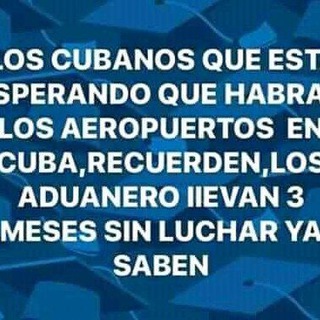 LOS CUBANOS QUE EST
SPERANDO QUE HABRA
LOS AEROPUERTOS EN
CUBA,RECUERDEN,LOS
ADUANERO IIEVAN 3
MESES SIN LUCHAR YA
SABEN